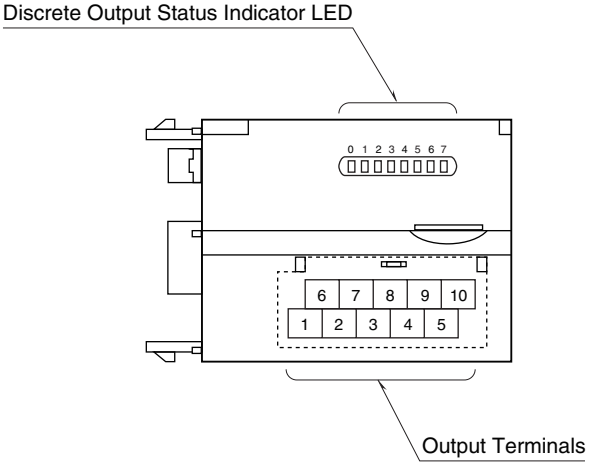 Discrete Output Status Indicator LED
0 1 2 3 4 5 6 7
6 7 8 9 10
1 2 3 4 5
Output Terminals